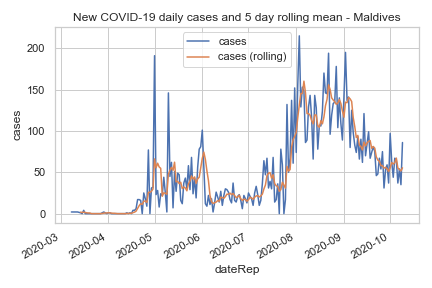 New COVID-19 daily cases and 5 day rolling mean - Maldives
cases
cases (rolling)
200
150
100
50
0
cases
2020-03
2020-04
2020-05
2020-06
2020-07
2020-08
2020-09
2020-10
dateRep